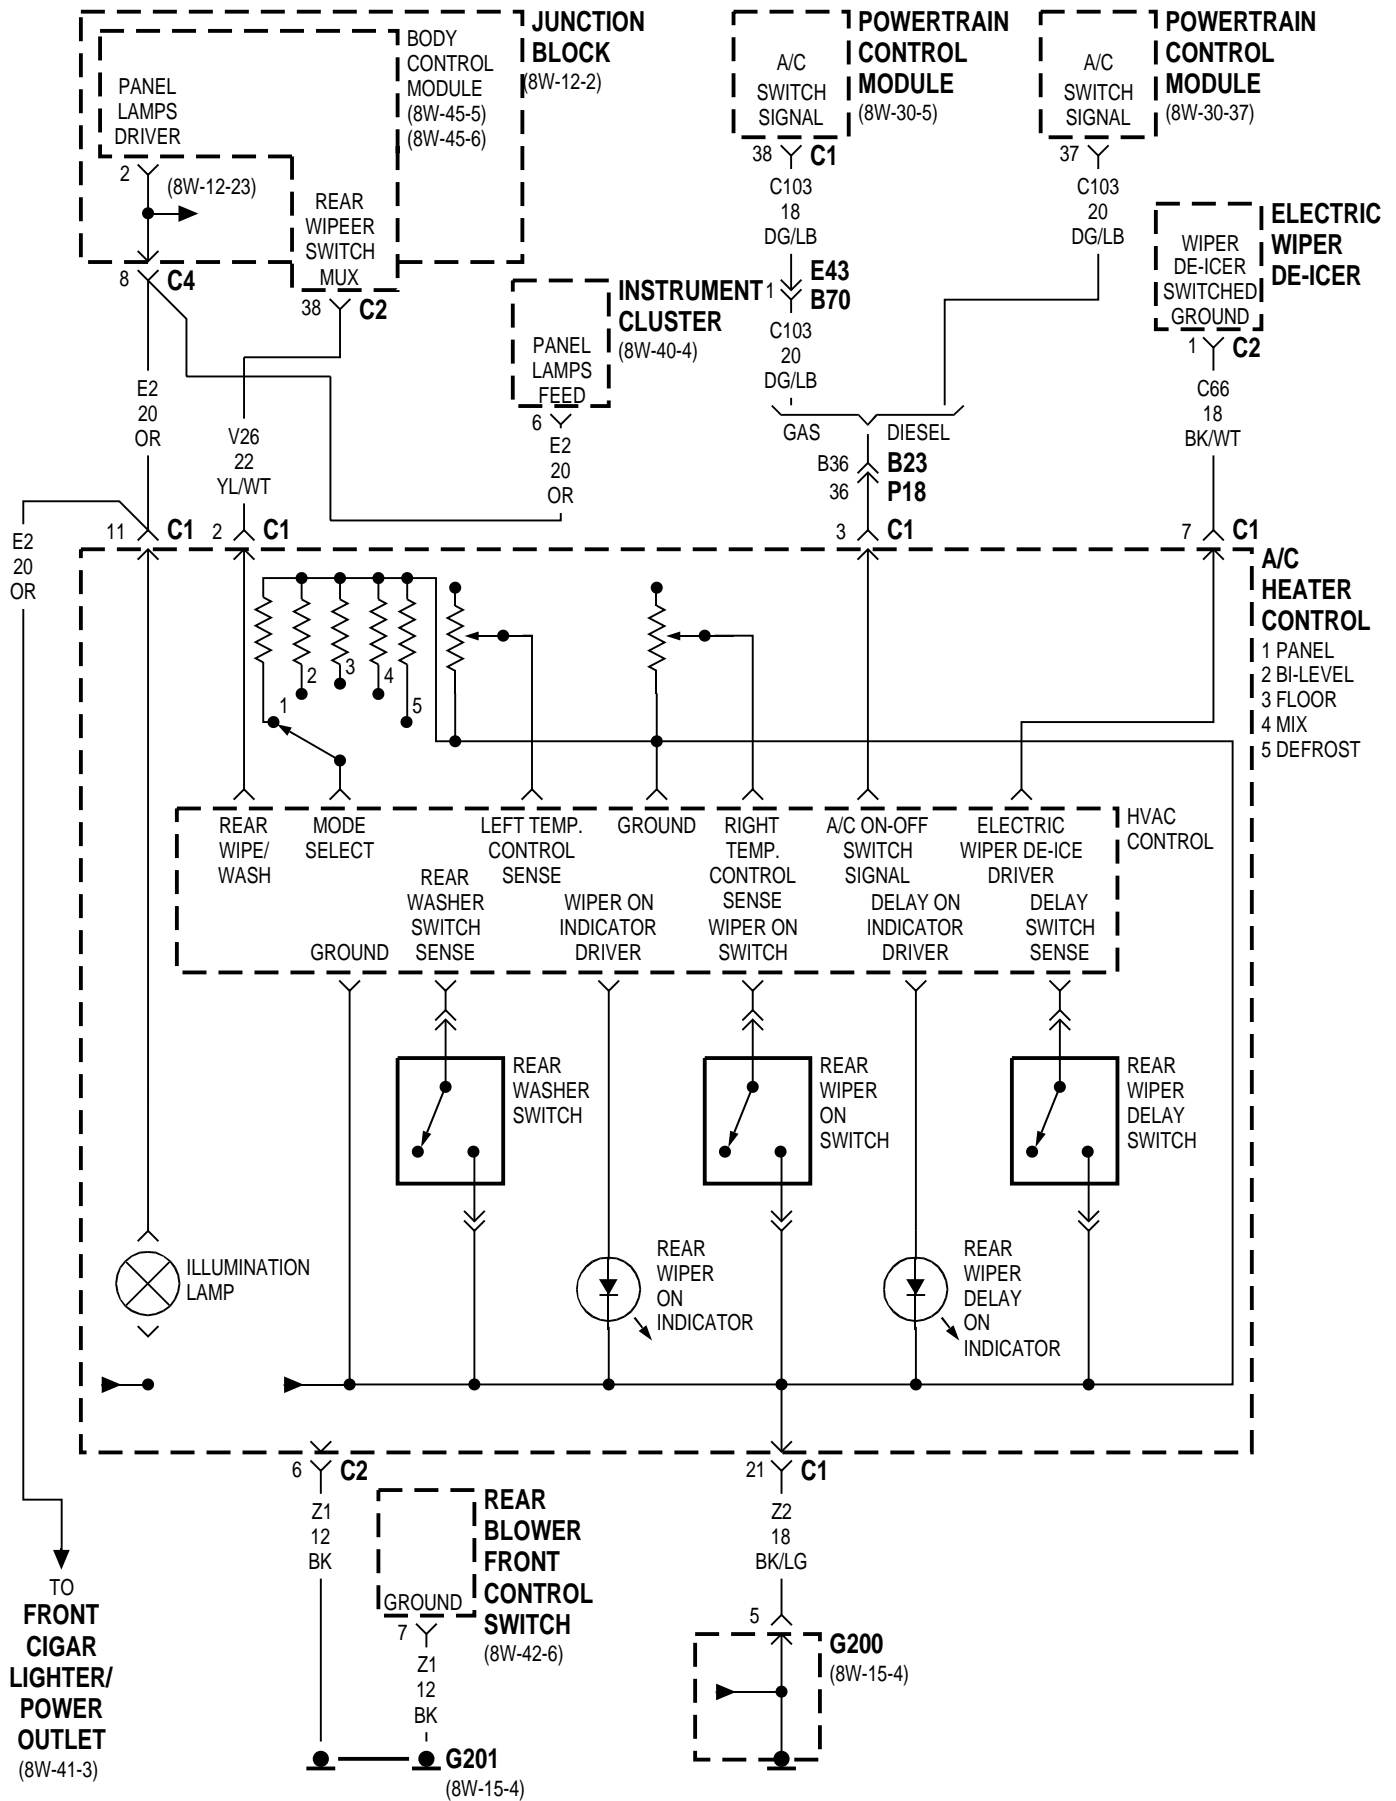 JUNCTION
BLOCK
(8W-12-2)
BODY
CONTROL
MODULE
(8W-45-5)
(8W-45-6)
PANEL
LAMPS
DRIVER
2
(8W-12-23)
REAR
WIPEER
SWITCH
MUX
8
C4
38
C2
POWERTRAIN
CONTROL
MODULE
(8W-30-5)
A/C
SWITCH
SIGNAL
38
C1
C103
18
DG/LB
1
E43
B70
C103
20
DG/LB
POWERTRAIN
CONTROL
MODULE
(8W-30-37)
A/C
SWITCH
SIGNAL
37
C103
20
DG/LB
ELECTRIC
WIPER
DE-ICER
WIPER
DE-ICER
SWITCHED
GROUND
1
C2
C66
18
BK/WT
INSTRUMENT
CLUSTER
(8W-40-4)
PANEL
LAMPS
FEED
6
E2
20
OR
E2
20
OR
V26
22
YL/WT
GAS
DIESEL
B36
B23
36
P18
E2
20
OR
11
C1
2
C1
3
C1
7
C1
A/C
HEATER
CONTROL
1 PANEL
2 BI-LEVEL
3 FLOOR
4 MIX
5 DEFROST
1
2
3
4
5
HVAC
CONTROL
REAR
WIPE/
WASH
MODE
SELECT
LEFT TEMP.
CONTROL
SENSE
GROUND
RIGHT
TEMP.
CONTROL
SENSE
A/C ON-OFF
SWITCH
SIGNAL
ELECTRIC
WIPER DE-ICE
DRIVER
GROUND
REAR
WASHER
SWITCH
SENSE
WIPER ON
INDICATOR
DRIVER
WIPER ON
SWITCH
DELAY ON
INDICATOR
DRIVER
DELAY
SWITCH
SENSE
REAR
WASHER
SWITCH
REAR
WIPER
ON
SWITCH
REAR
WIPER
DELAY
SWITCH
ILLUMINATION
LAMP
REAR
WIPER
ON
INDICATOR
REAR
WIPER
DELAY
ON
INDICATOR
6
C2
21
C1
Z1
12
BK
REAR
BLOWER
FRONT
CONTROL
SWITCH
(8W-42-6)
GROUND
7
Z1
12
BK
G201
(8W-15-4)
Z2
18
BK/LG
5
G200
(8W-15-4)
TO
FRONT
CIGAR
LIGHTER/
POWER
OUTLET
(8W-41-3)